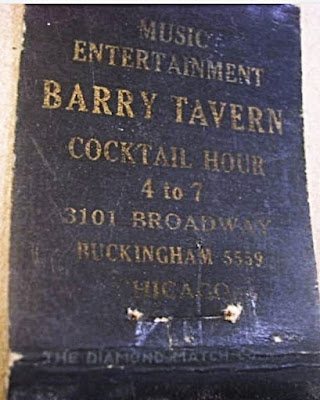 MUSIC
ENTERTAINMENT
BARRY TAVERN
COCKTAIL HOUR
4 to 7
3101 BROADWAY
BUCKINGHAM 5559
CHICAGO
THE DIAMOND MATCH CO.